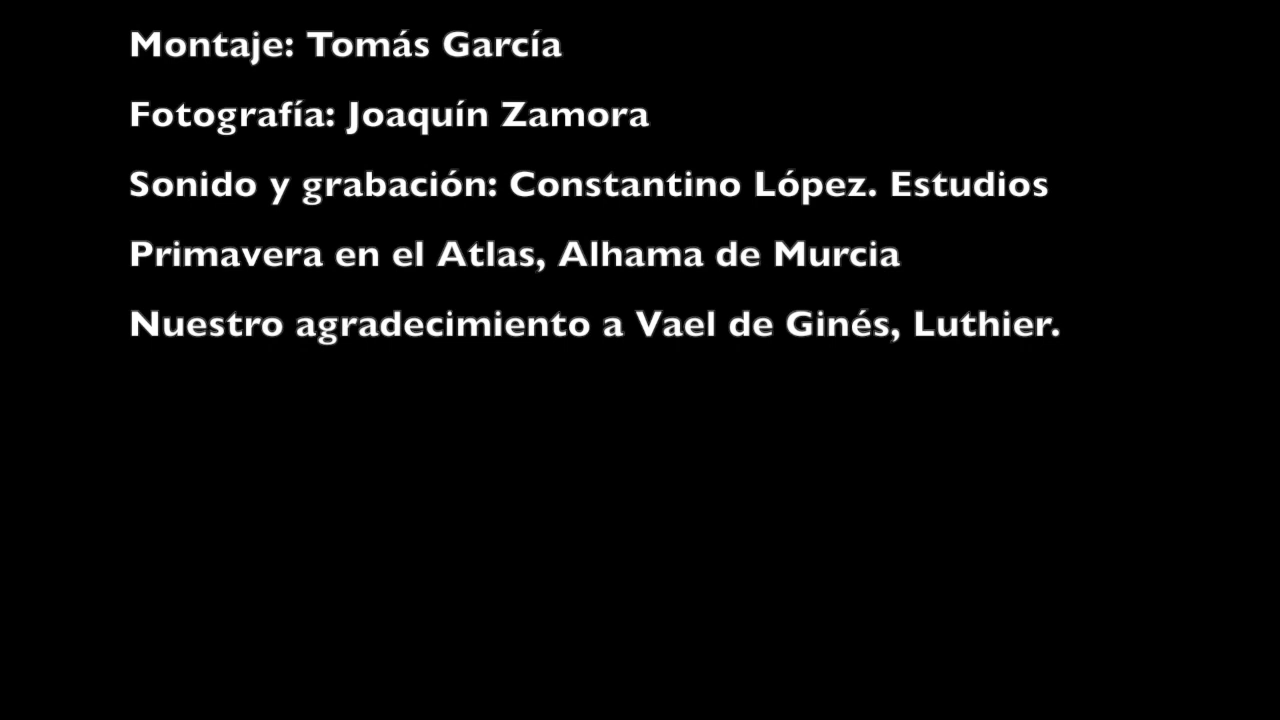 Montaje: Tomás García
Fotografía: Joaquín Zamora
Sonido y grabación: Constantino López. Estudios
Primavera en el Atlas, Alhama de Murcia
Nuestro agradecimiento a Vael de Ginés, Luthier.